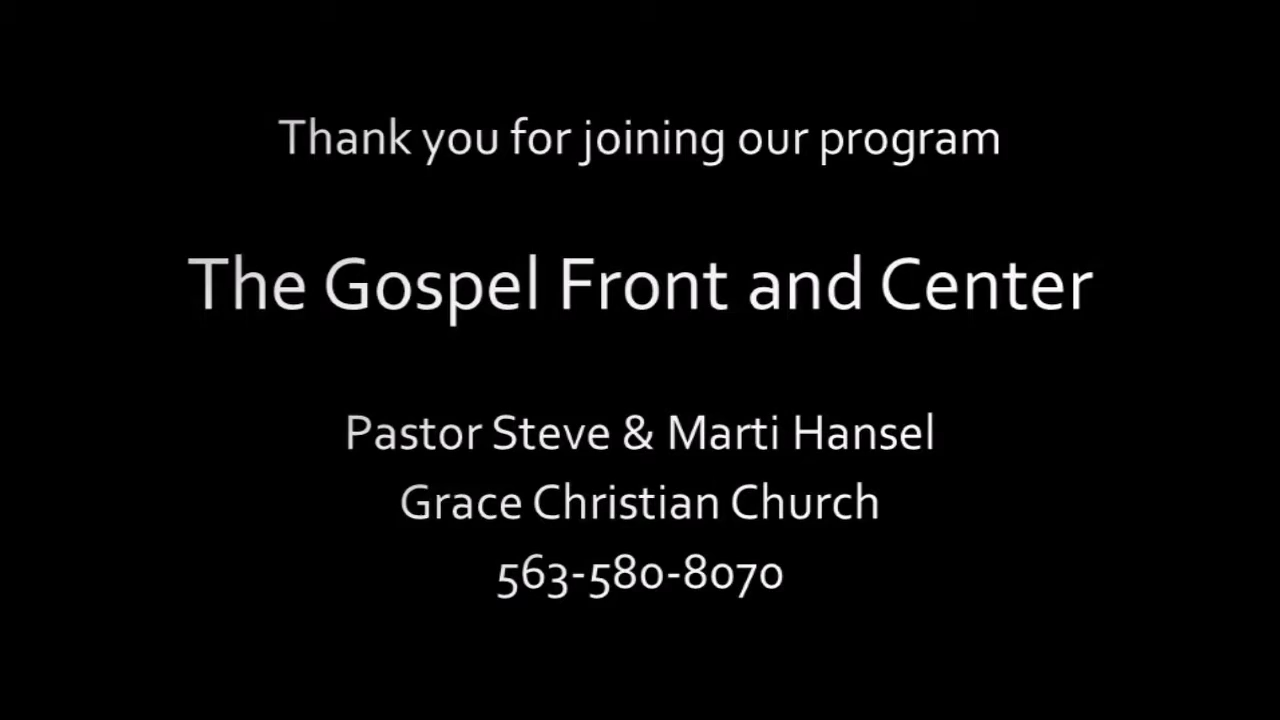 Thank you for joining our program
The Gospel Front and Center
Pastor Steve & Marti Hansel
Grace Christian Church
563-580-8070